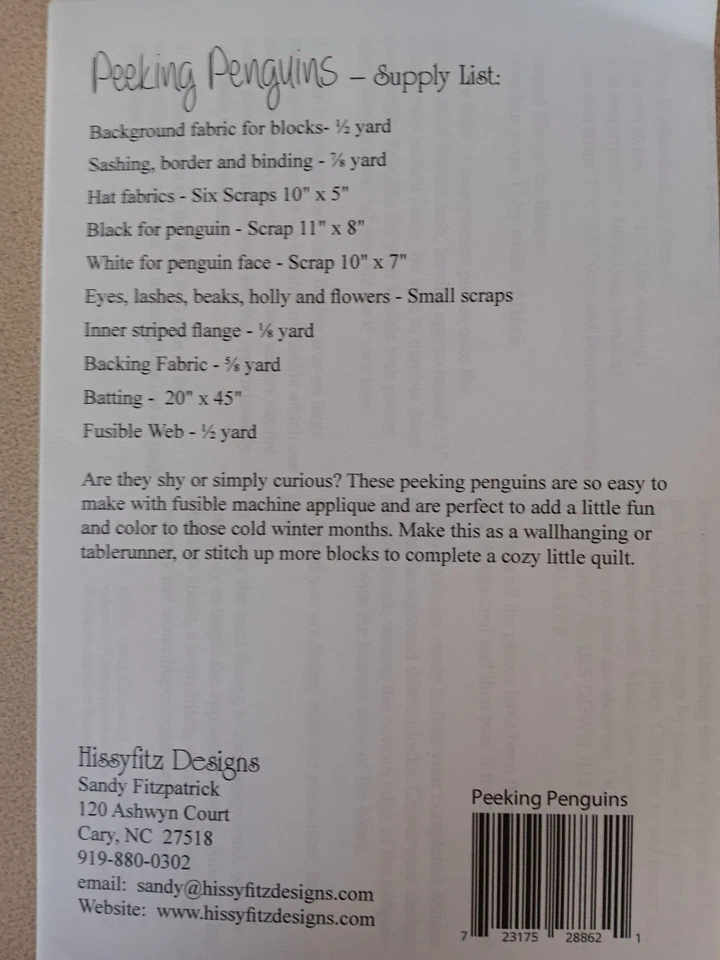 Peeking Penguins – Supply List:
Background fabric for blocks- ½ yard
Sashing, border and binding - ⅞ yard
Hat fabrics - Six Scraps 10" x 5"
Black for penguin - Scrap 11" x 8"
White for penguin face - Scrap 10" x 7"
Eyes, lashes, beaks, holly and flowers - Small scraps
Inner striped flange - ⅛ yard
Backing Fabric - ⅝ yard
Batting - 20" x 45"
Fusible Web - ½ yard
Are they shy or simply curious? These peeking penguins are so easy to
make with fusible machine applique and are perfect to add a little fun
and color to those cold winter months. Make this as a wallhanging or
tablerunner, or stitch up more blocks to complete a cozy little quilt.
Hissyfitz Designs
Sandy Fitzpatrick
120 Ashwyn Court
Cary, NC 27518
919-880-0302
email: sandy@hissyfitzdesigns.com
Website: www.hissyfitzdesigns.com
Peeking Penguins
7 23175 28862 1